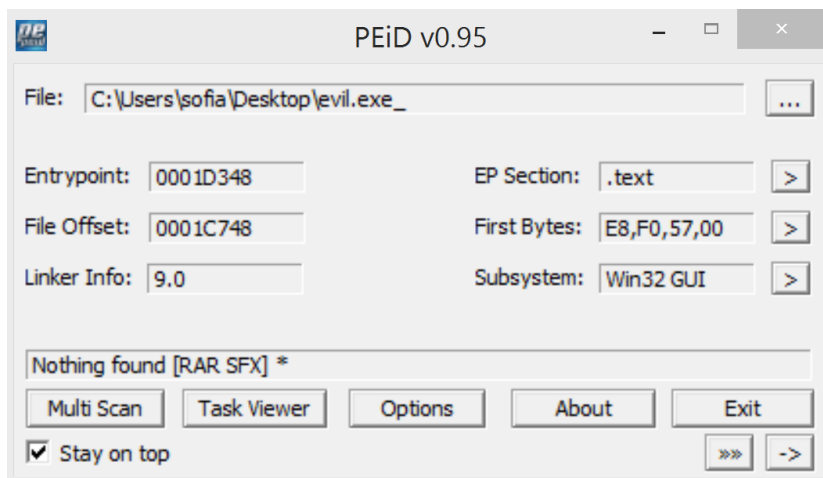 PEiD v0.95
File: C:\Users\sofia\Desktop\evil.exe_ ...
Entrypoint: 0001D348 EP Section: .text >
File Offset: 0001C748 First Bytes: E8,F0,57,00 >
Linker Info: 9.0 Subsystem: Win32 GUI >
Nothing found [RAR SFX] *
Multi Scan Task Viewer Options About Exit
Stay on top »» ->